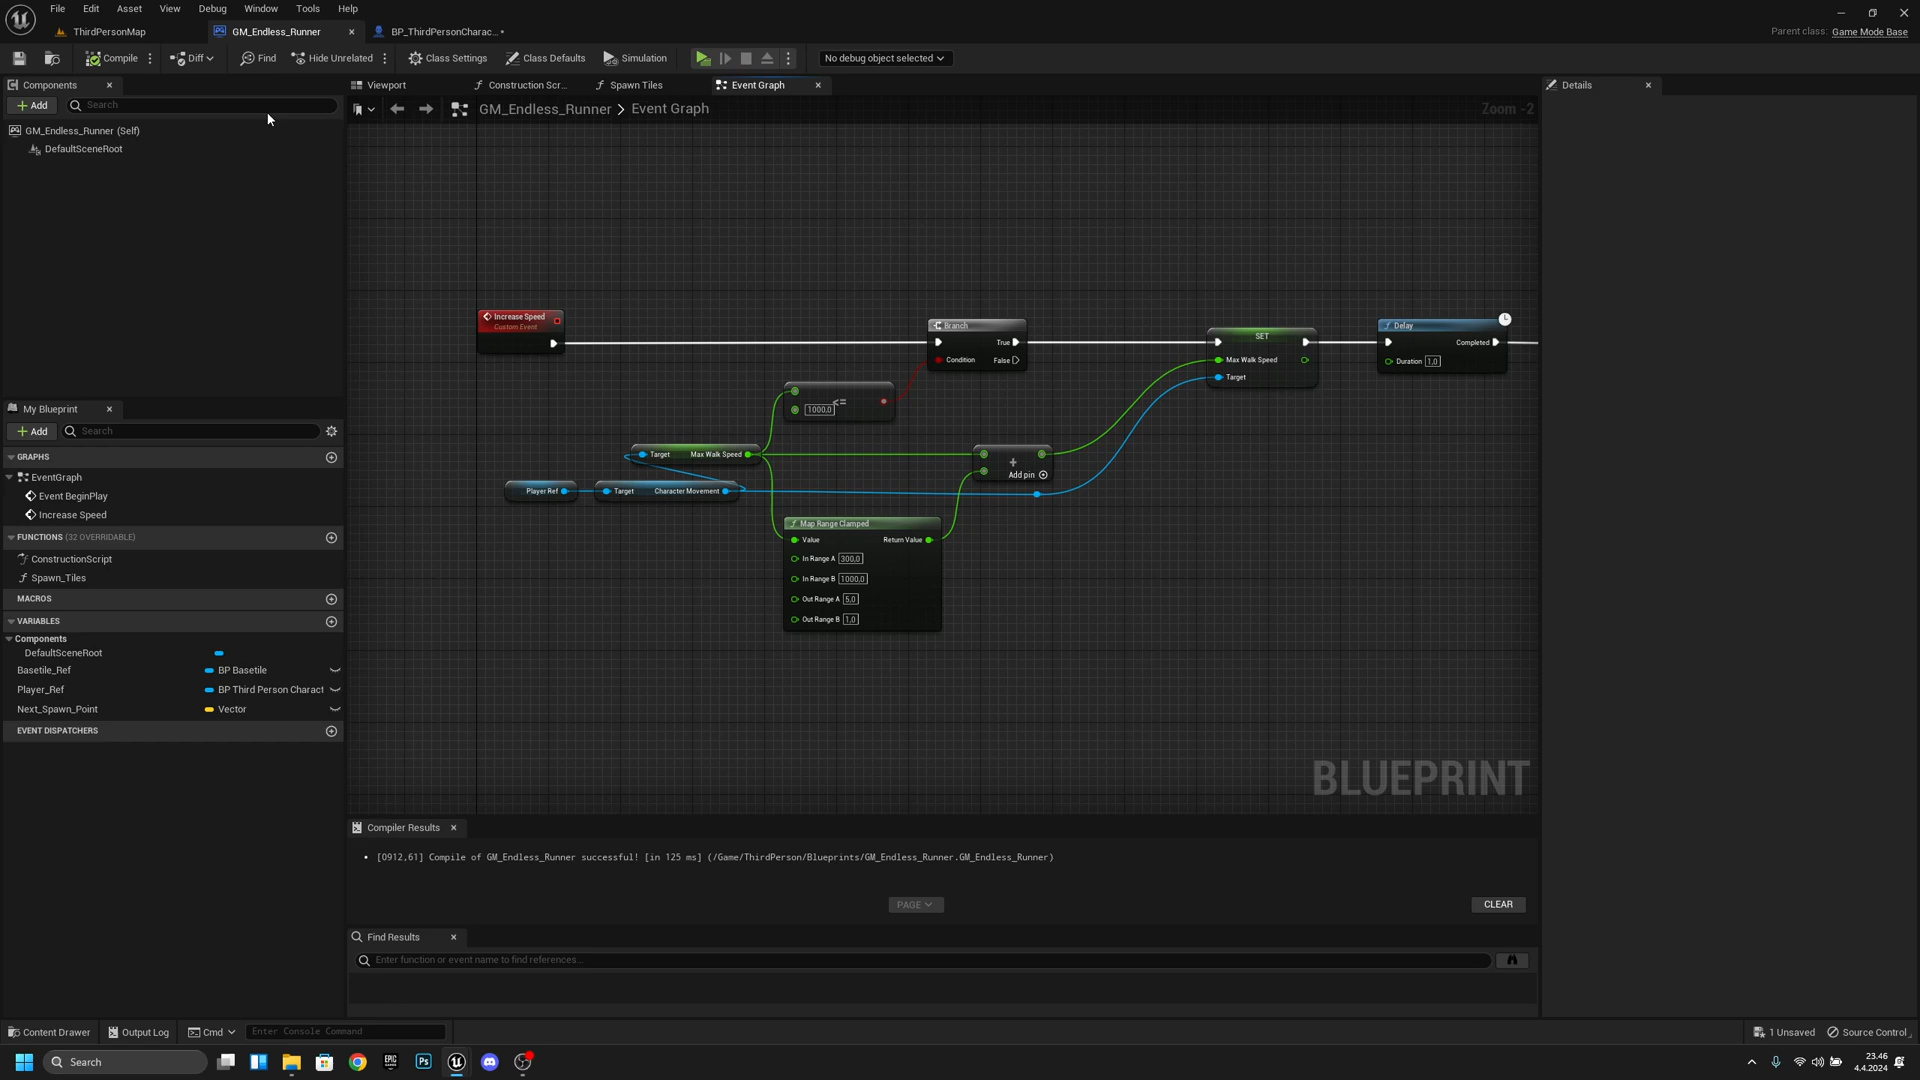 File Edit Asset View Debug Window Tools Help
ThirdPersonMap GM_Endless_Runner BP_ThirdPersonCharac...•
Parent class: Game Mode Base
Compile Diff Find Hide Unrelated Class Settings Class Defaults Simulation No debug object selected
Components
Add Search
GM_Endless_Runner (Self)
DefaultSceneRoot
Viewport Construction Scr... Spawn Tiles Event Graph
GM_Endless_Runner > Event Graph
Zoom -2
Details
Increase Speed
Custom Event
Branch
True
Condition False
SET
Max Walk Speed
Target
Delay
Completed
Duration 1,0
1000,0 <=
Target Max Walk Speed
+
Add pin
Player Ref Target Character Movement
Map Range Clamped
Value Return Value
In Range A 300,0
In Range B 1000,0
Out Range A 5,0
Out Range B 1,0
BLUEPRINT
My Blueprint
Add Search
GRAPHS
EventGraph
Event BeginPlay
Increase Speed
FUNCTIONS (32 OVERRIDABLE)
ConstructionScript
Spawn_Tiles
MACROS
VARIABLES
Components
DefaultSceneRoot
Basetile_Ref BP Basetile
Player_Ref BP Third Person Charact
Next_Spawn_Point Vector
EVENT DISPATCHERS
Compiler Results
• [0912,61] Compile of GM_Endless_Runner successful! [in 125 ms] (/Game/ThirdPerson/Blueprints/GM_Endless_Runner.GM_Endless_Runner)
PAGE
CLEAR
Find Results
Enter function or event name to find references...
Content Drawer Output Log Cmd Enter Console Command
1 Unsaved Source Control
Search
EPIC
Ps
23.46
4.4.2024